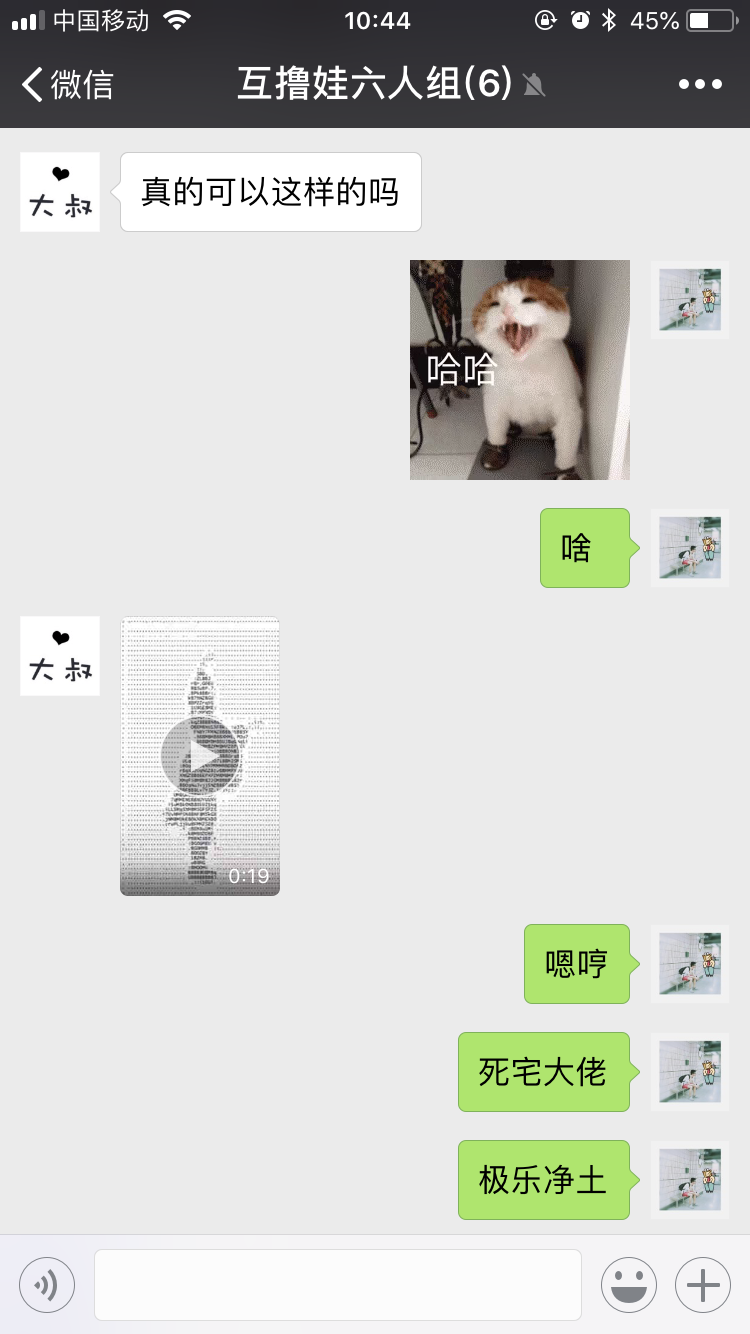 中国移动
10:44
45%
微信
互撸娃六人组(6)
大叔
真的可以这样的吗
哈哈
啥
大叔
0:19
嗯哼
死宅大佬
极乐净土